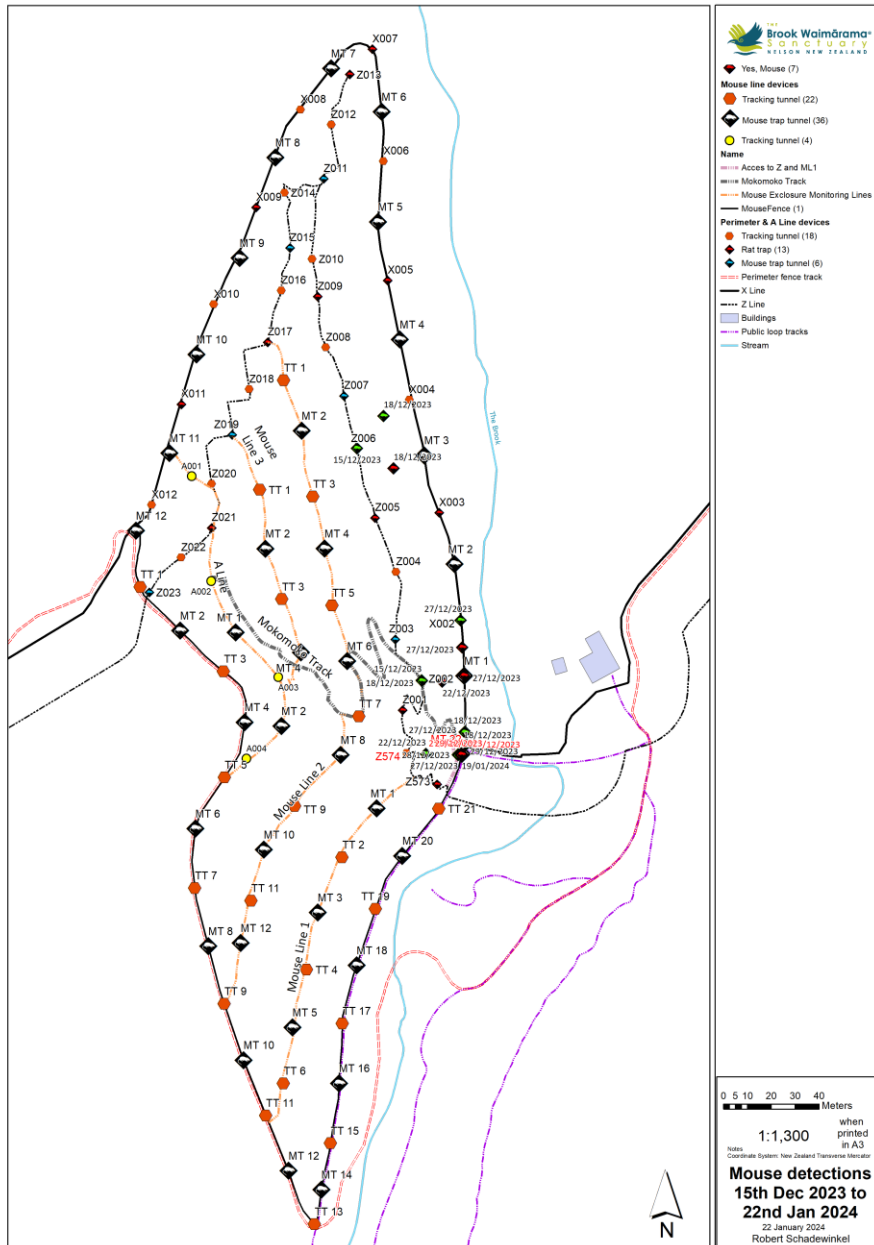 X007
MT 7
Z013
X008
MT 6
Z012
MT 8
X006
Z011
Z014
X009
MT 5
Z015
MT 9
Z010
X005
Z016
Z009
X010
MT 4
Z017
Z008
MT 10
TT 1
Z018
Z007
X004
X011
18/12/2023
MT 2
Z019
Mouse Line 3
Z006
MT 3
MT 11
15/12/2023
18/12/2023
A001
Z020
TT 1
TT 3
X012
Z005
X003
MT 12
Z021
MT 2
MT 4
MT 2
Z022
Z004
TT 1
A Line
A002
Z023
TT 3
TT 5
27/12/2023
MT 2
MT 1
X002
Z003
Mokomoko Track
27/12/2023
MT 6
TT 3
MT 4
15/12/2023
Z002
MT 1
18/12/2023
27/12/2023
A003
22/12/2023
MT 4
MT 2
TT 7
Z001
18/12/2023
27/12/2023
MT 8
22/12/2023
A004
Z574
TT 5
27/12/2023
19/01/2024
Z573
Mouse Line 2
MT 1
TT 9
TT 21
MT 6
MT 10
TT 2
MT 20
TT 7
TT 11
MT 3
TT 19
MT 8
MT 12
Mouse Line 1
TT 4
MT 18
TT 9
MT 5
TT 17
MT 10
TT 6
MT 16
TT 11
TT 15
MT 12
MT 14
TT 13
The Brook
N
THE
Brook Waimārama®
Sanctuary
NELSON NEW ZEALAND
Yes, Mouse (7)
Mouse line devices
Tracking tunnel (22)
Mouse trap tunnel (36)
Tracking tunnel (4)
Name
Acces to Z and ML1
Mokomoko Track
Mouse Exclosure Monitoring Lines
MouseFence (1)
Perimeter & A Line devices
Tracking tunnel (18)
Rat trap (13)
Mouse trap tunnel (6)
Perimeter fence track
X Line
Z Line
Buildings
Public loop tracks
Stream
0 5 10 20 30 40
Meters
1:1,300
when
printed
in A3
Notes
Coordinate System: New Zealand Transverse Mercator
Mouse detections
15th Dec 2023 to
22nd Jan 2024
22 January 2024
Robert Schadewinkel